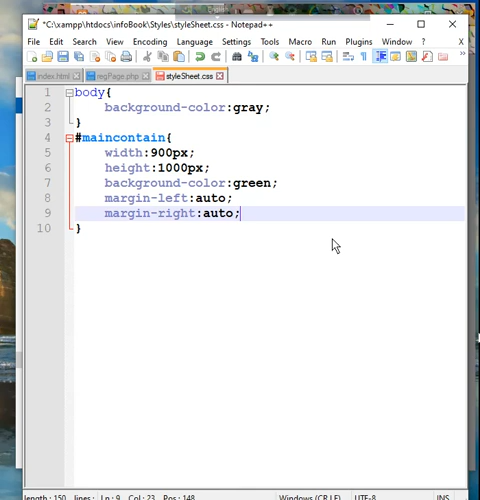 English
*C:\xampp\htdocs\infoBook\Styles\styleSheet.css - Notepad++
File Edit Search View Encoding Language Settings Tools Macro Run Plugins Window ? X
index.html regPage.php styleSheet.css
1 body{
2 background-color:gray;
3 }
4 #maincontain{
5 width:900px;
6 height:1000px;
7 background-color:green;
8 margin-left:auto;
9 margin-right:auto;
10 }
length : 150 lines : Ln : 9 Col : 23 Pos : 148 Windows (CR LF) UTF-8 INS